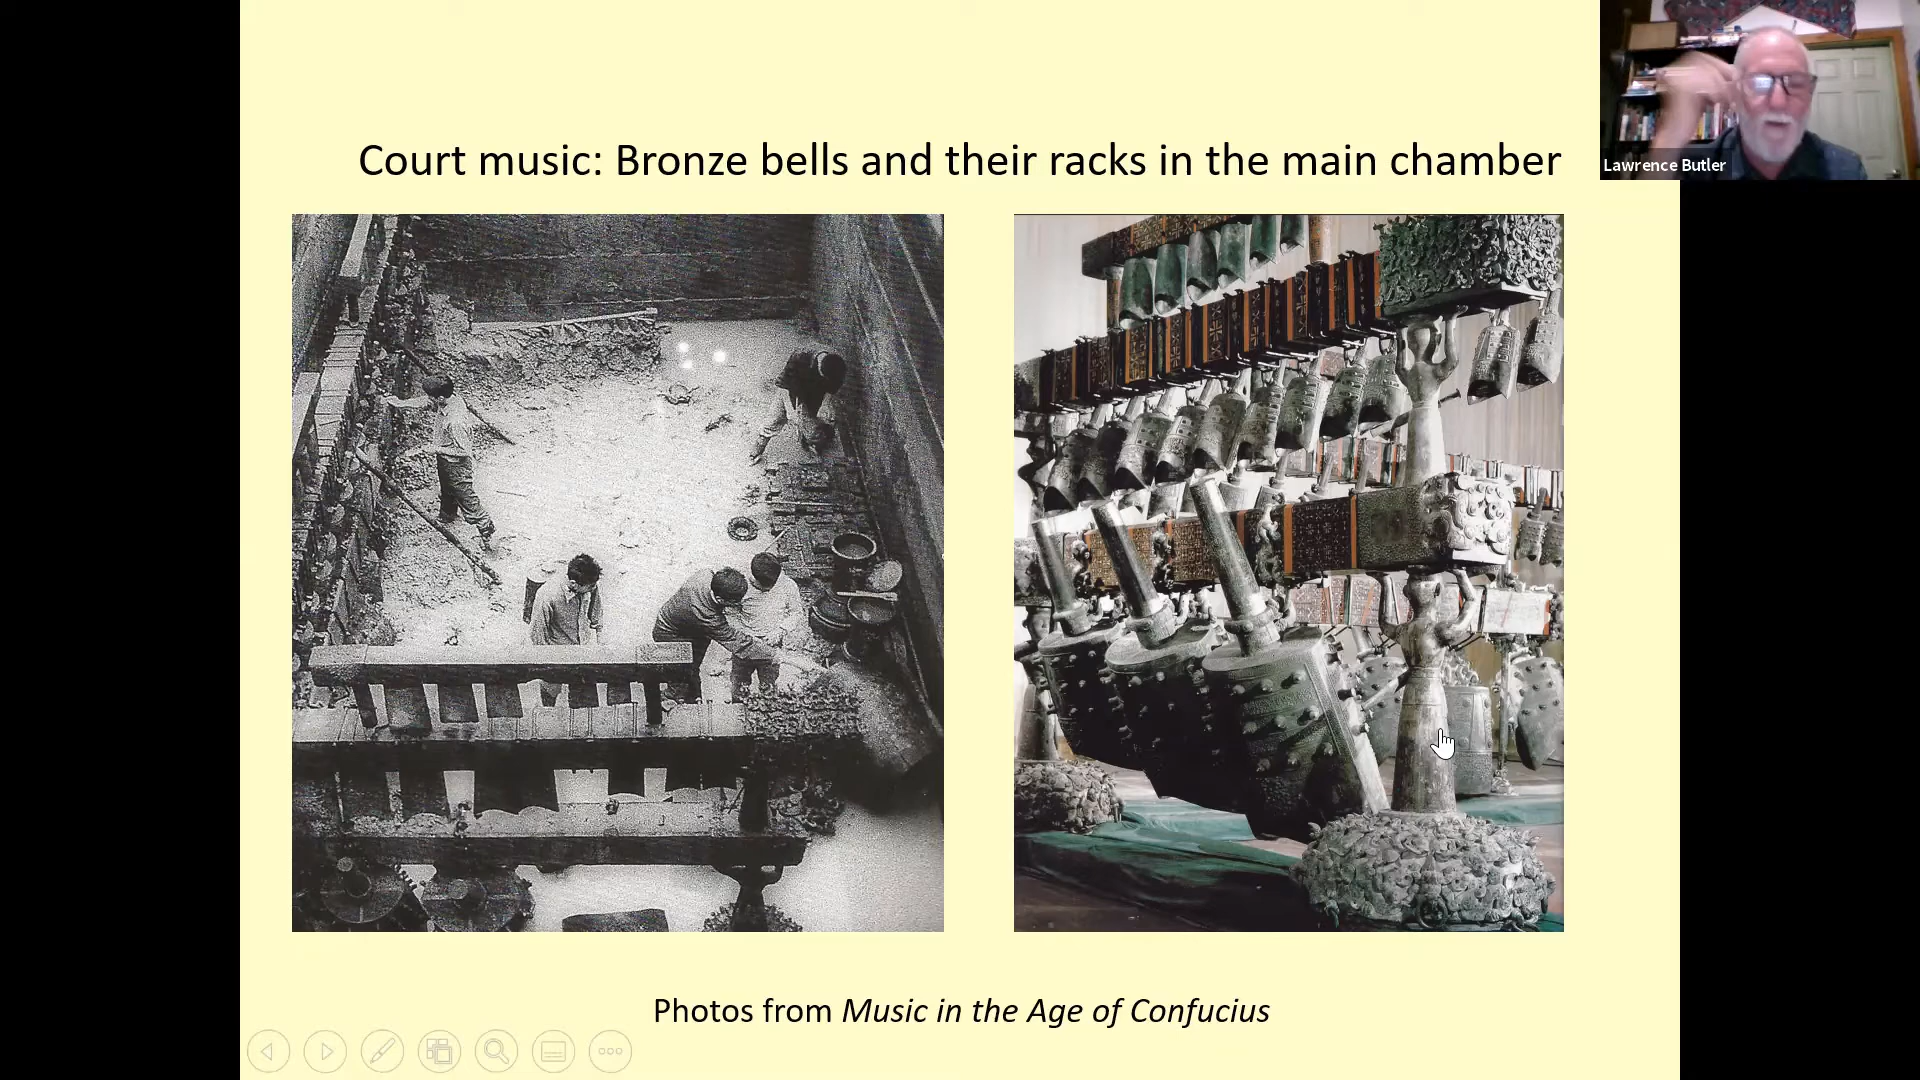 Court music: Bronze bells and their racks in the main chamber
Lawrence Butler
Photos from Music in the Age of Confucius